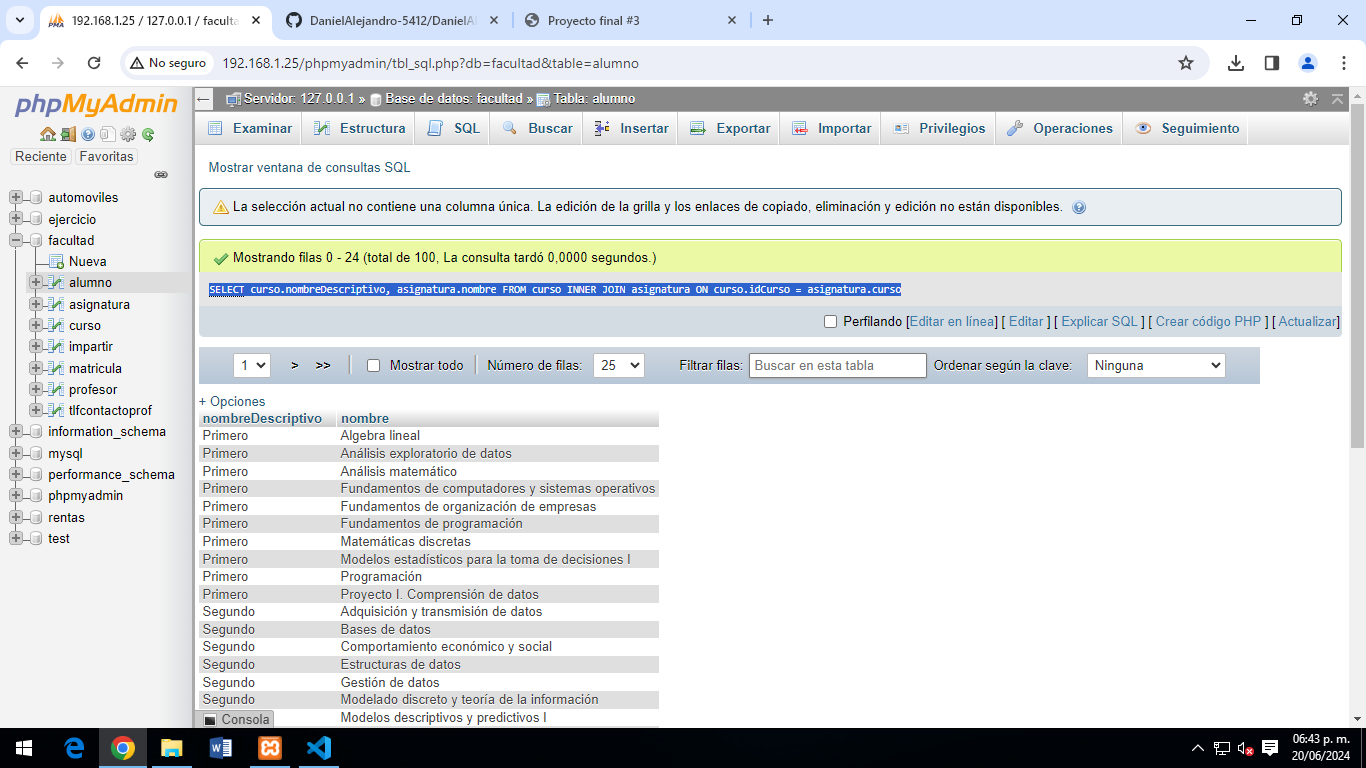 192.168.1.25 / 127.0.0.1 / faculta
DanielAlejandro-5412/DanielAl
Proyecto final #3
No seguro
192.168.1.25/phpmyadmin/tbl_sql.php?db=facultad&table=alumno
phpMyAdmin
Reciente Favoritas
automoviles
ejercicio
facultad
Nueva
alumno
asignatura
curso
impartir
matricula
profesor
tlfcontactoprof
information_schema
mysql
performance_schema
phpmyadmin
rentas
test
Servidor: 127.0.0.1 » Base de datos: facultad » Tabla: alumno
Examinar Estructura SQL Buscar Insertar Exportar Importar Privilegios Operaciones Seguimiento
Mostrar ventana de consultas SQL
La selección actual no contiene una columna única. La edición de la grilla y los enlaces de copiado, eliminación y edición no están disponibles.
Mostrando filas 0 - 24 (total de 100, La consulta tardó 0,0000 segundos.)
SELECT curso.nombreDescriptivo, asignatura.nombre FROM curso INNER JOIN asignatura ON curso.idCurso = asignatura.curso
Perfilando [Editar en línea] [ Editar ] [ Explicar SQL ] [ Crear código PHP ] [ Actualizar]
1 > >> Mostrar todo Número de filas: 25 Filtrar filas: Buscar en esta tabla Ordenar según la clave: Ninguna
+ Opciones
nombreDescriptivo nombre
Primero Algebra lineal
Primero Análisis exploratorio de datos
Primero Análisis matemático
Primero Fundamentos de computadores y sistemas operativos
Primero Fundamentos de organización de empresas
Primero Fundamentos de programación
Primero Matemáticas discretas
Primero Modelos estadísticos para la toma de decisiones I
Primero Programación
Primero Proyecto I. Comprensión de datos
Segundo Adquisición y transmisión de datos
Segundo Bases de datos
Segundo Comportamiento económico y social
Segundo Estructuras de datos
Segundo Gestión de datos
Segundo Modelado discreto y teoría de la información
Modelos descriptivos y predictivos I
Consola
06:43 p. m.
20/06/2024